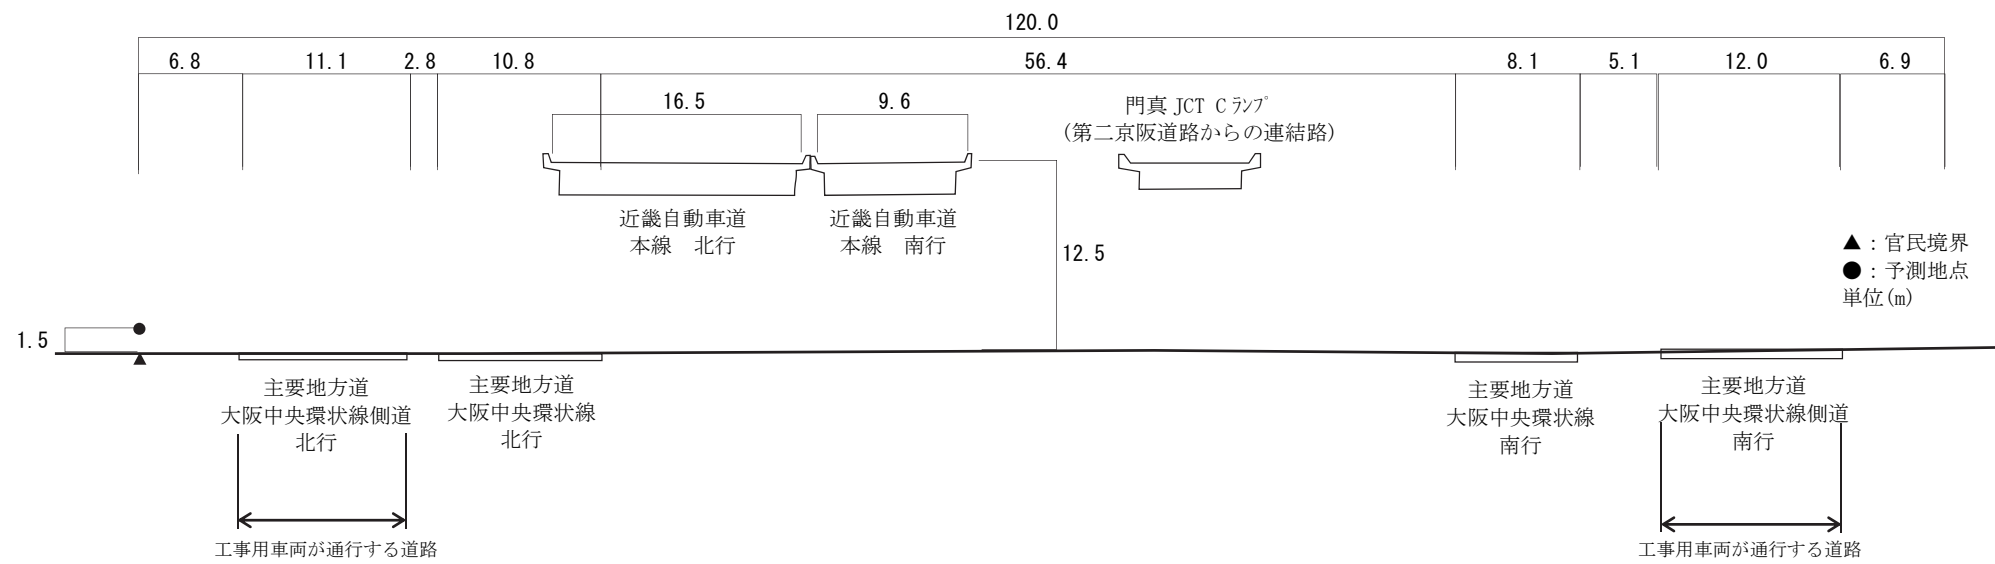 120.0
6.8 11.1 2.8 10.8 56.4 8.1 5.1 12.0 6.9
16.5 9.6
門真 JCT C ﾗﾝﾌﾟ
(第二京阪道路からの連結路)
近畿自動車道
本線 北行
近畿自動車道
本線 南行
12.5
▲：官民境界
●：予測地点
単位(m)
1.5
主要地方道
大阪中央環状線側道
北行
主要地方道
大阪中央環状線
北行
主要地方道
大阪中央環状線
南行
主要地方道
大阪中央環状線側道
南行
工事用車両が通行する道路
工事用車両が通行する道路